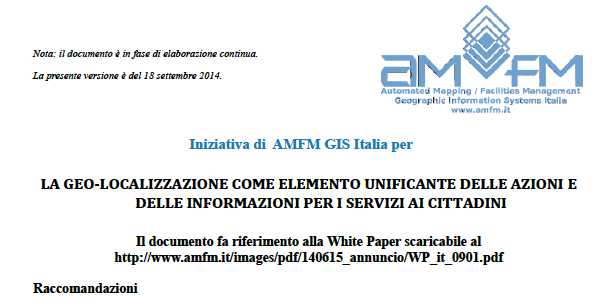 Nota: il documento è in fase di elaborazione continua.
La presente versione è del 18 settembre 2014.
am fm
Automated Mapping / Facilities Management
Geographic Information Systems Italia
www.amfm.it
Iniziativa di AMFM GIS Italia per
LA GEO-LOCALIZZAZIONE COME ELEMENTO UNIFICANTE DELLE AZIONI E
DELLE INFORMAZIONI PER I SERVIZI AI CITTADINI
Il documento fa riferimento alla White Paper scaricabile al
http://www.amfm.it/images/pdf/140615_annuncio/WP_it_0901.pdf
Raccomandazioni